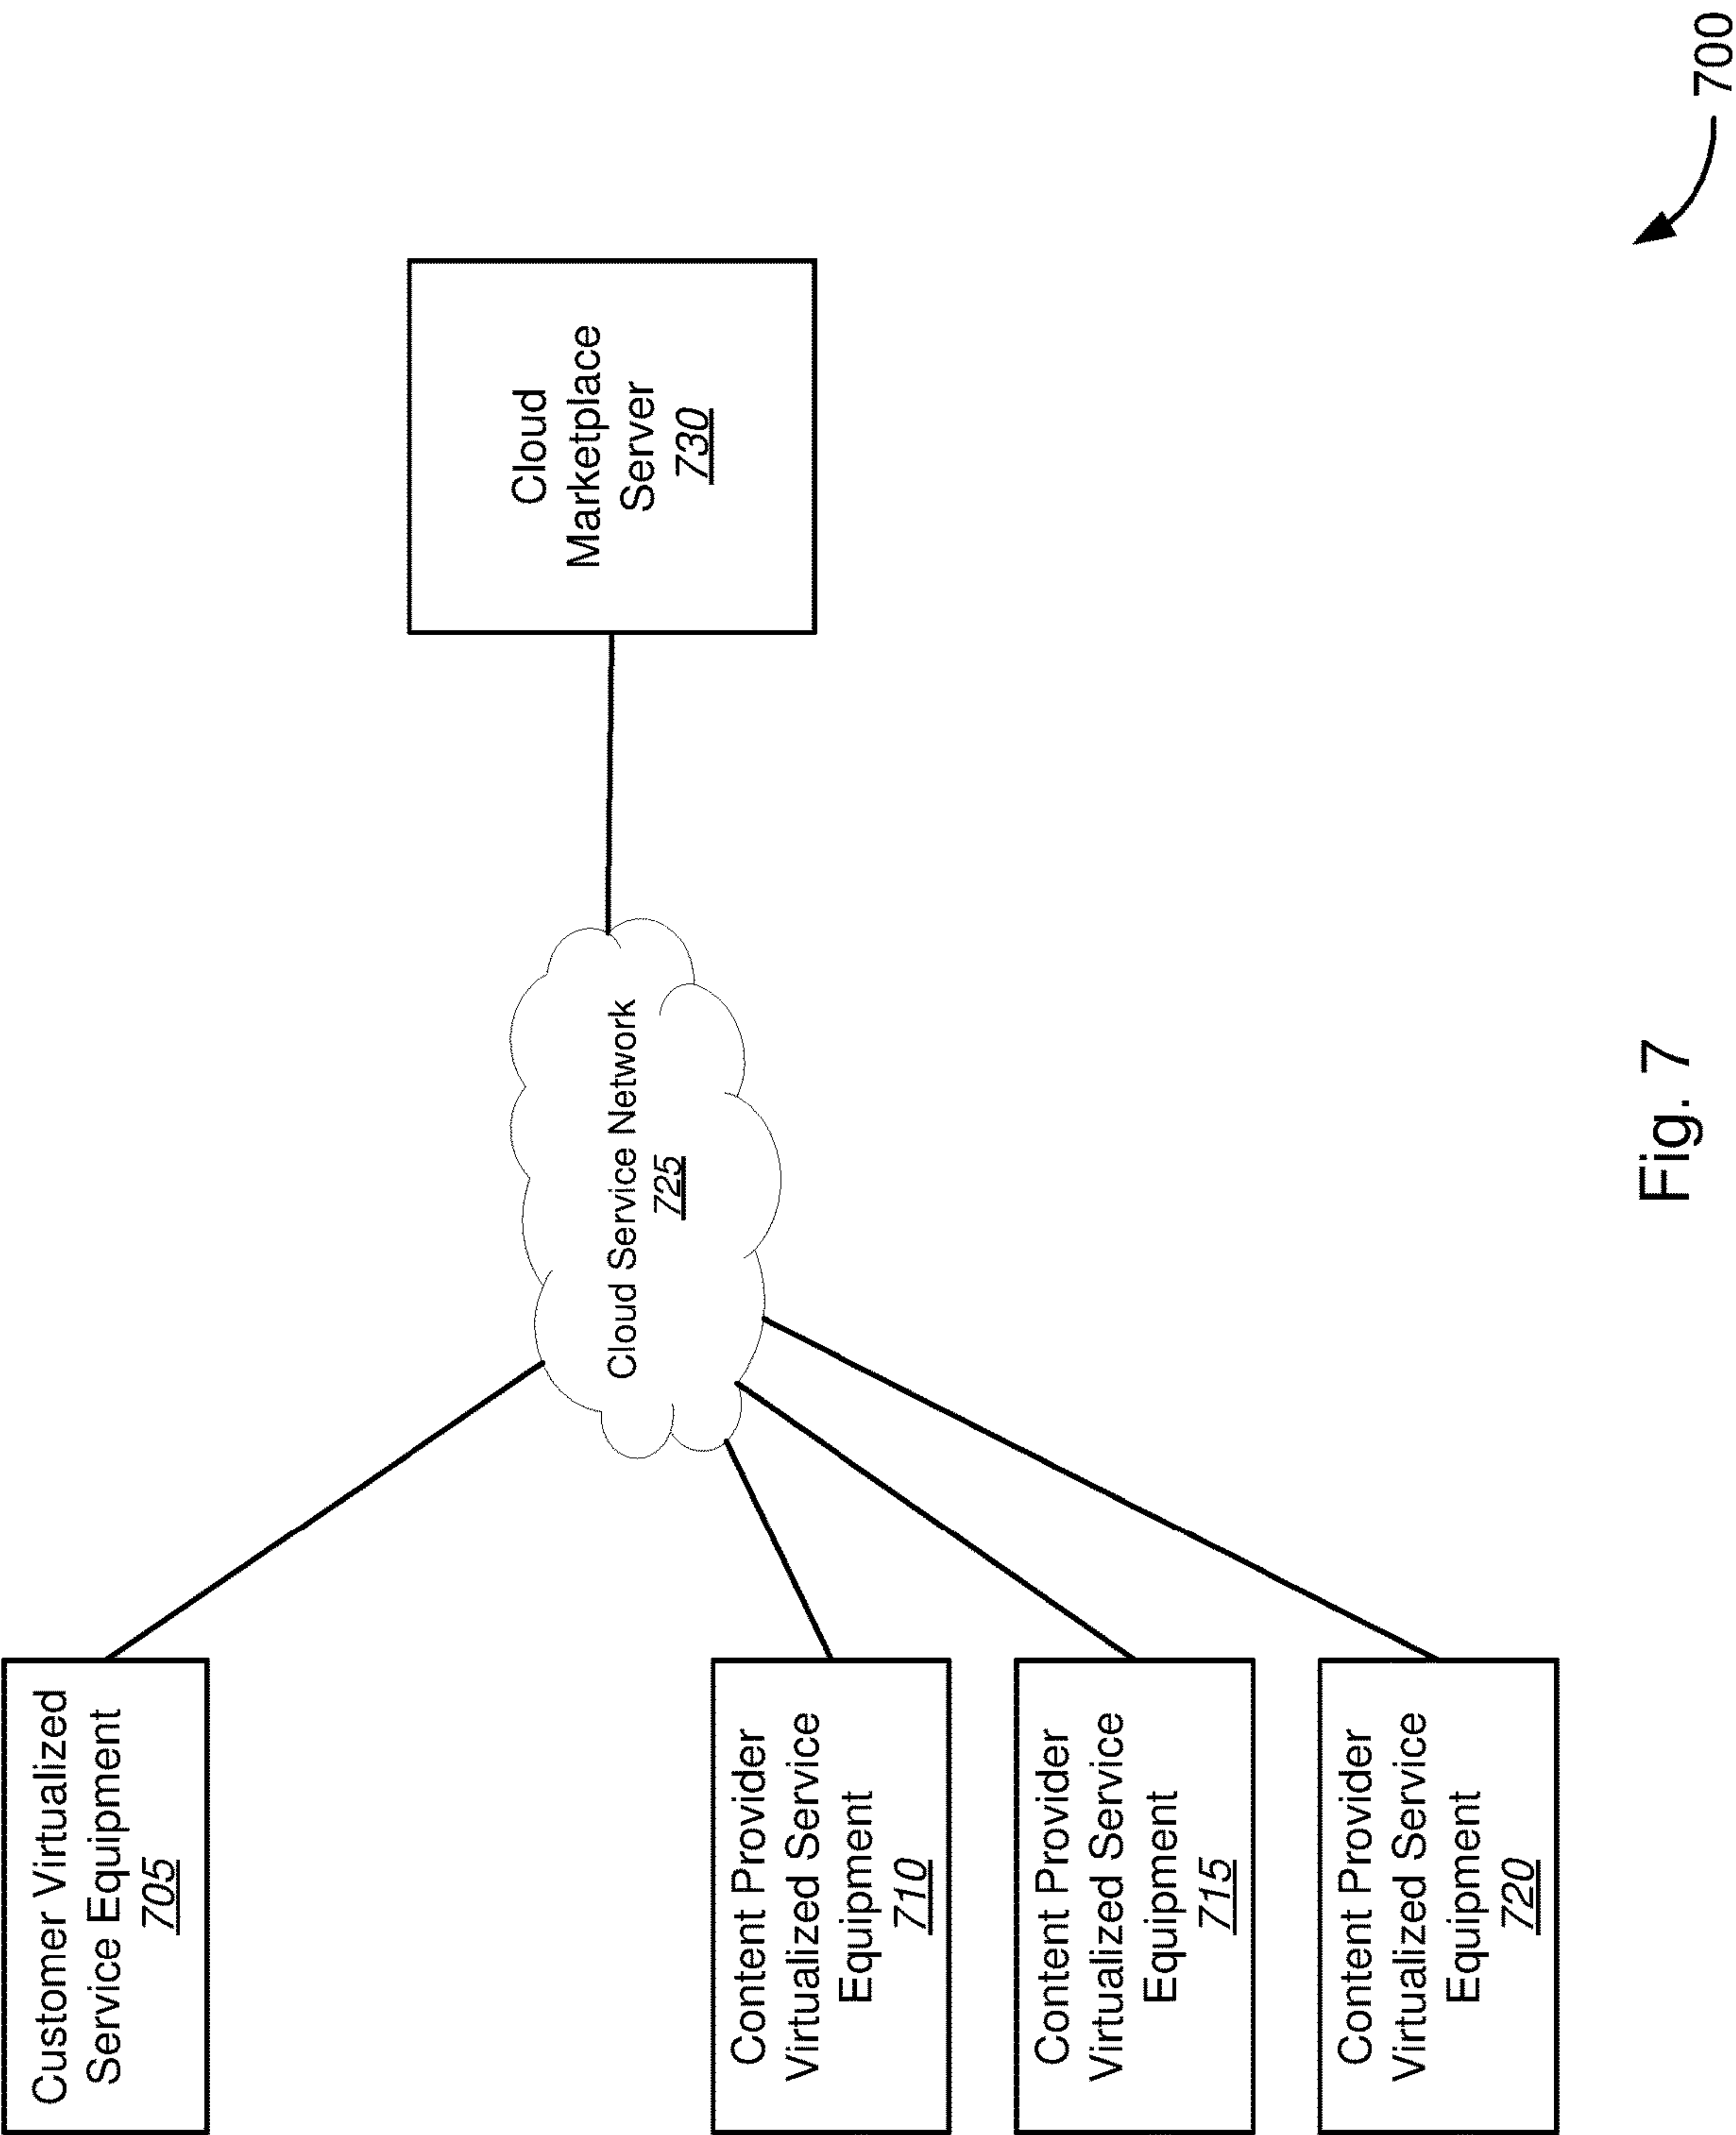 Customer Virtualized
Service Equipment
705
Content Provider
Virtualized Service
Equipment
710
Content Provider
Virtualized Service
Equipment
715
Content Provider
Virtualized Service
Equipment
720
Cloud Service Network
725
Cloud
Marketplace
Server
730
700
Fig. 7